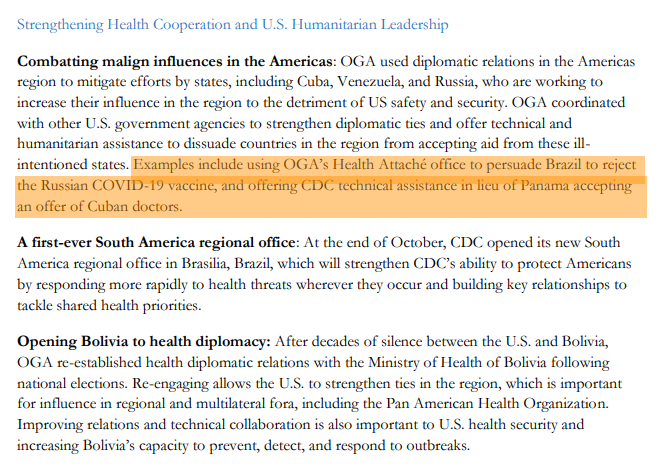 Strengthening Health Cooperation and U.S. Humanitarian Leadership
Combatting malign influences in the Americas: OGA used diplomatic relations in the Americas
region to mitigate efforts by states, including Cuba, Venezuela, and Russia, who are working to
increase their influence in the region to the detriment of US safety and security. OGA coordinated
with other U.S. government agencies to strengthen diplomatic ties and offer technical and
humanitarian assistance to dissuade countries in the region from accepting aid from these ill-
intentioned states. Examples include using OGA's Health Attaché office to persuade Brazil to reject
the Russian COVID-19 vaccine, and offering CDC technical assistance in lieu of Panama accepting
an offer of Cuban doctors.
A first-ever South America regional office: At the end of October, CDC opened its new South
America regional office in Brasilia, Brazil, which will strengthen CDC's ability to protect Americans
by responding more rapidly to health threats wherever they occur and building key relationships to
tackle shared health priorities.
Opening Bolivia to health diplomacy: After decades of silence between the U.S. and Bolivia,
OGA re-established health diplomatic relations with the Ministry of Health of Bolivia following
national elections. Re-engaging allows the U.S. to strengthen ties in the region, which is important
for influence in regional and multilateral fora, including the Pan American Health Organization.
Improving relations and technical collaboration is also important to U.S. health security and
increasing Bolivia's capacity to prevent, detect, and respond to outbreaks.